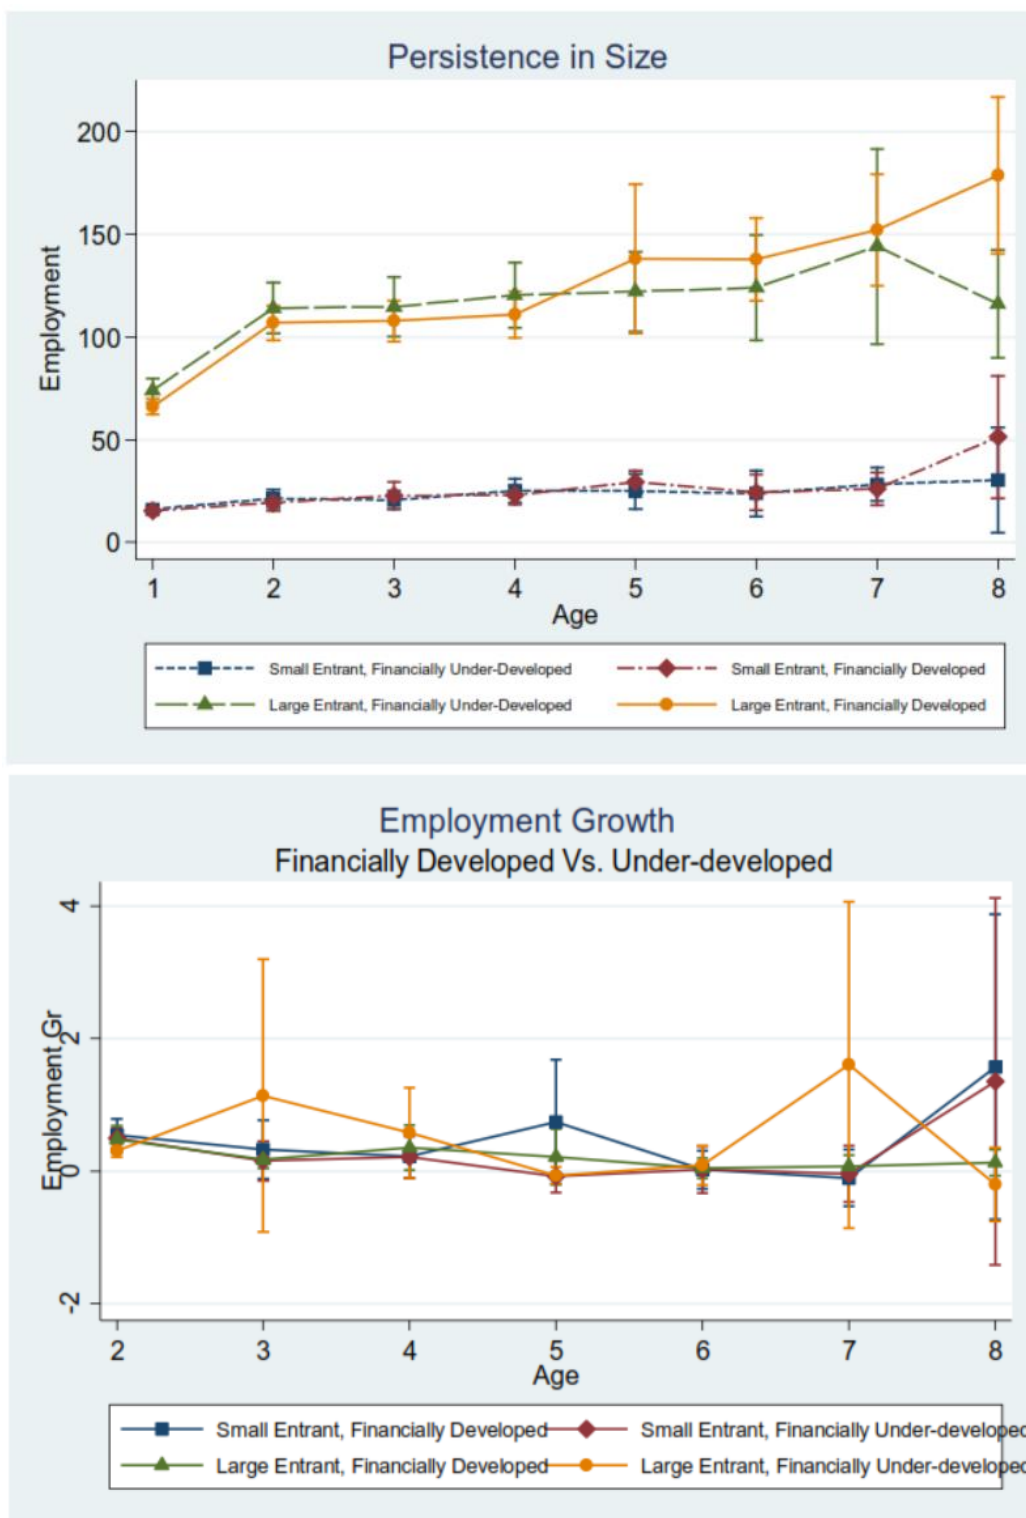 Persistence in Size
Employment
200
150
100
50
0
1 2 3 4 5 6 7 8
Age
Small Entrant, Financially Under-Developed Small Entrant, Financially Developed
Large Entrant, Financially Under-Developed Large Entrant, Financially Developed
Employment Growth
Financially Developed Vs. Under-developed
Employment Gr
4
2
0
-2
2 3 4 5 6 7 8
Age
Small Entrant, Financially Developed Small Entrant, Financially Under-developed
Large Entrant, Financially Developed Large Entrant, Financially Under-developed